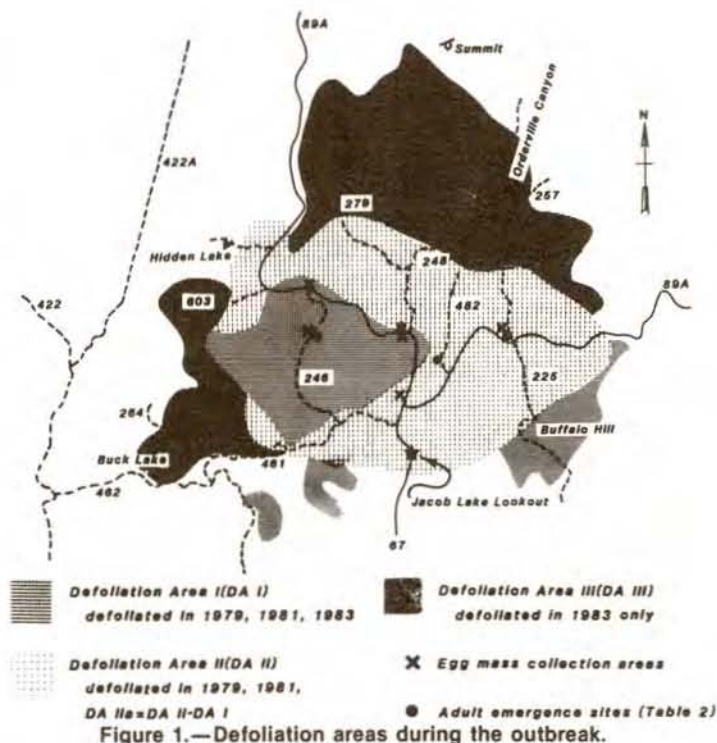 89A
Summit
Orderville Canyon
N
422A
257
279
Hidden Lake
248
482
89A
603
422
246
225
264
Buffalo Hill
Buck Lake
461
462
Jacob Lake Lookout
67
Defoliation Area I(DA I)
defoliated in 1979, 1981, 1983
Defoliation Area III(DA III)
defoliated in 1983 only
Defoliation Area II(DA II)
defoliated in 1979, 1981,
DA IIa=DA II-DA I
Egg mass collection areas
Adult emergence sites (Table 2)
Figure 1.—Defoliation areas during the outbreak.